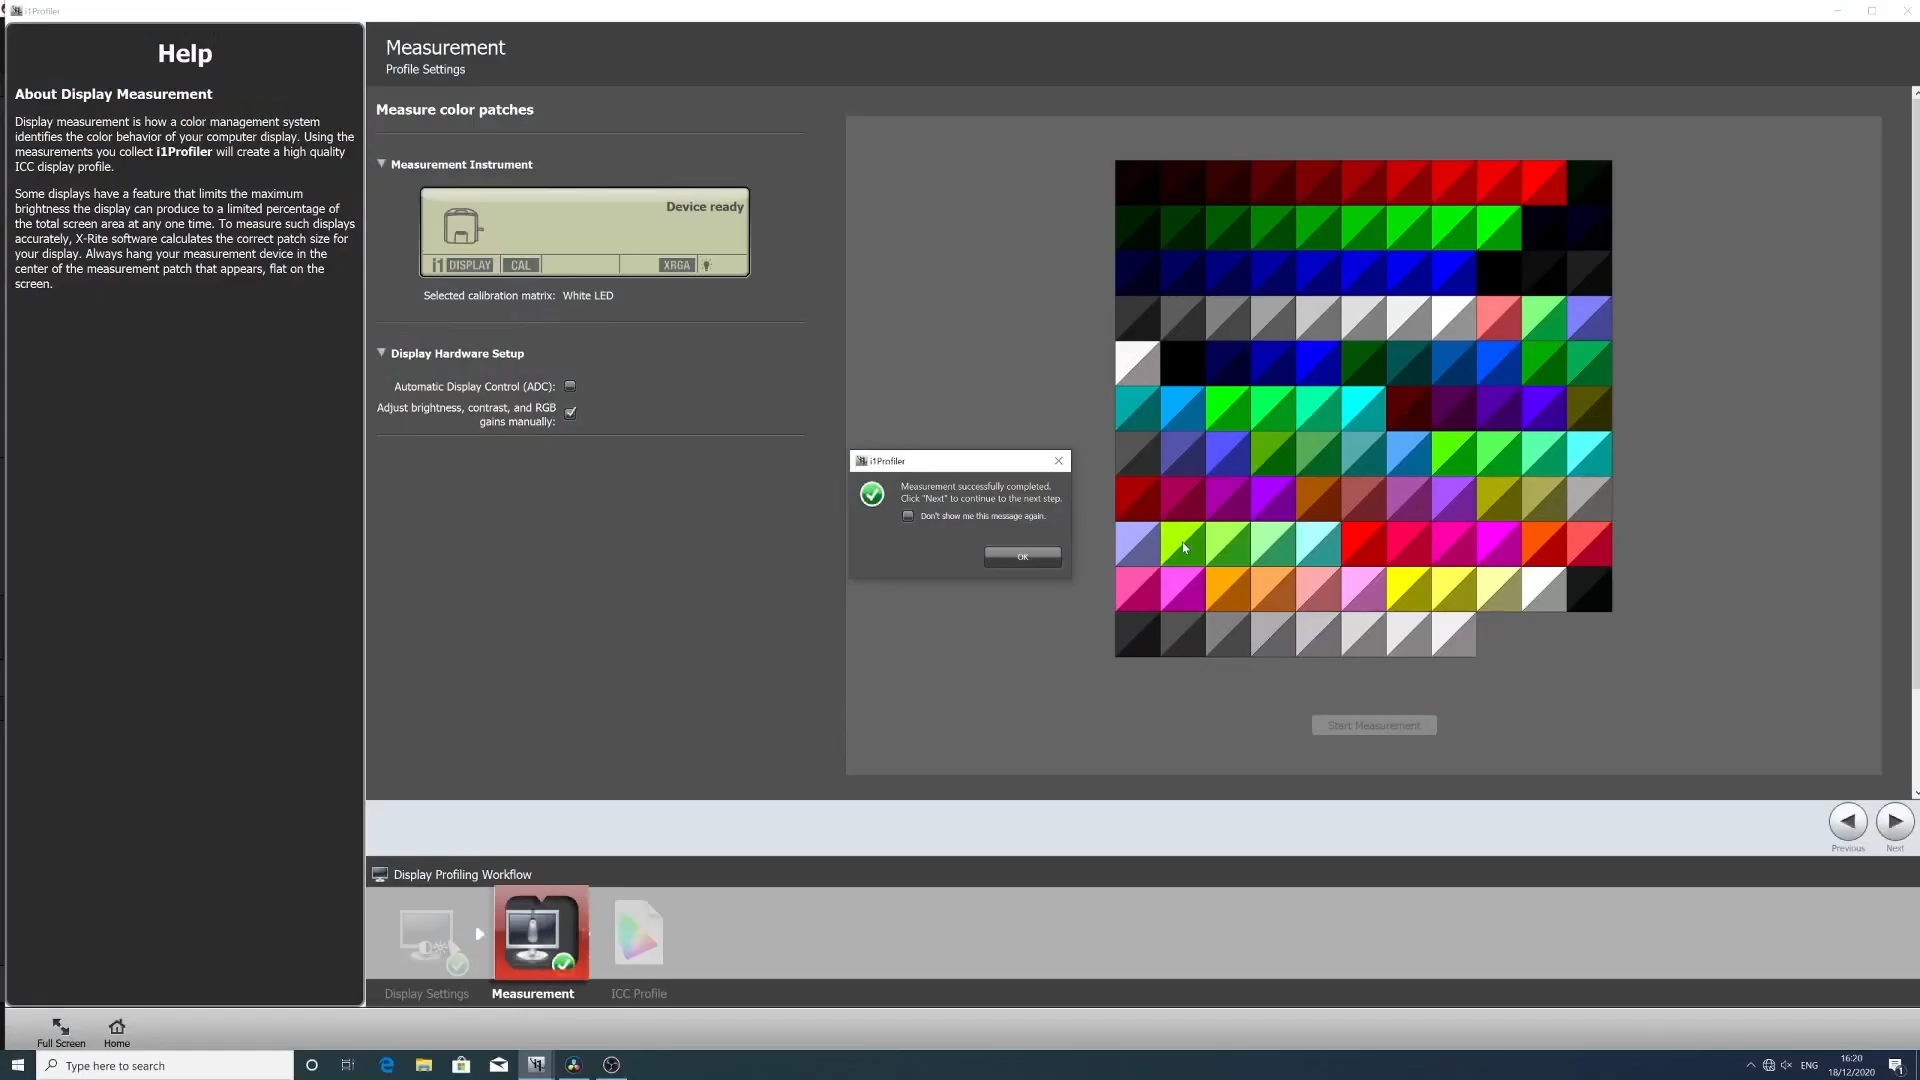 i1Profiler
Help
About Display Measurement
Display measurement is how a color management system
identifies the color behavior of your computer display. Using the
measurements you collect i1Profiler will create a high quality
ICC display profile.
Some displays have a feature that limits the maximum
brightness the display can produce to a limited percentage of
the total screen area at any one time. To measure such displays
accurately, X-Rite software calculates the correct patch size for
your display. Always hang your measurement device in the
center of the measurement patch that appears, flat on the
screen.
Measurement
Profile Settings
Measure color patches
Measurement Instrument
Device ready
i1 DISPLAY CAL XRGA
Selected calibration matrix: White LED
Display Hardware Setup
Automatic Display Control (ADC):
Adjust brightness, contrast, and RGB
gains manually:
i1Profiler
Measurement successfully completed.
Click "Next" to continue to the next step.
Don't show me this message again.
OK
Start Measurement
Previous Next
Display Profiling Workflow
Display Settings Measurement ICC Profile
Full Screen Home
Type here to search
ENG
16:20
18/12/2020